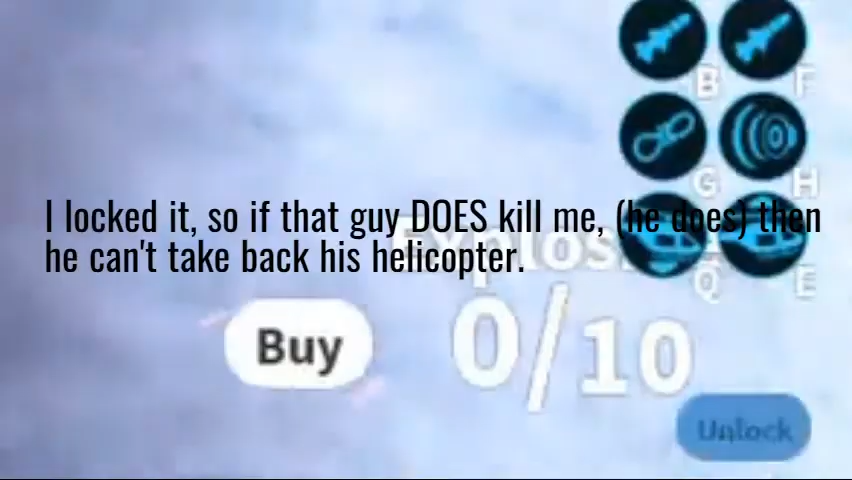 B F
G H
I locked it, so if that guy DOES kill me, (he does) then
he can't take back his helicopter.
Q E
Buy 0/10
Unlock